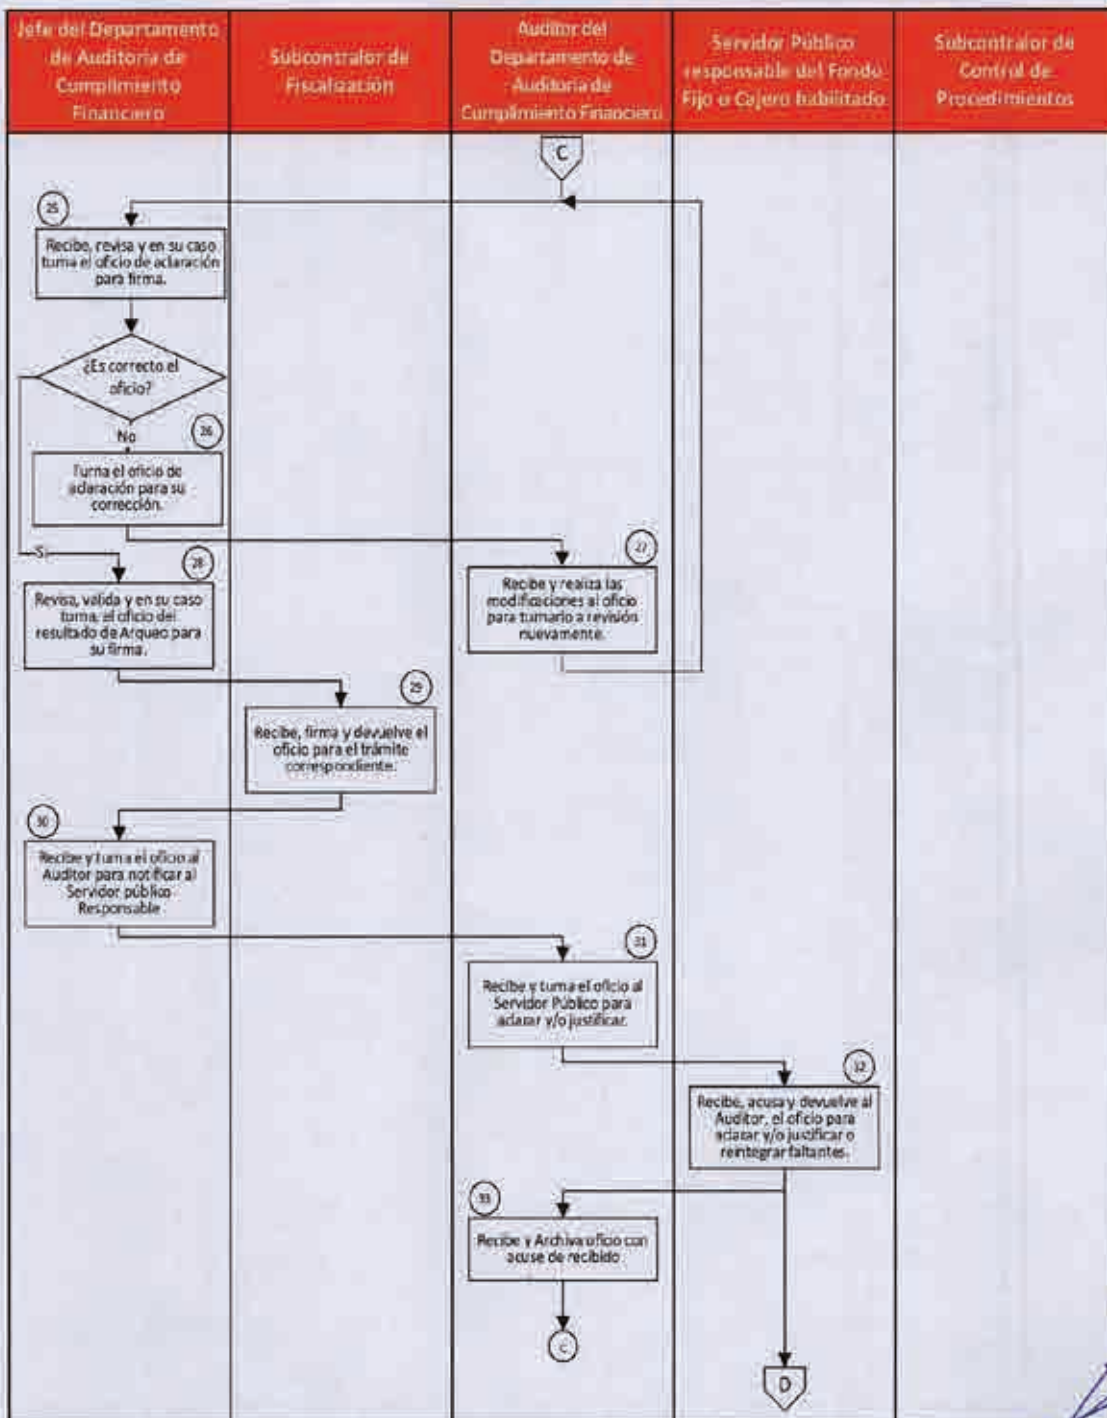 Jefe del Departamento
de Auditoria de
Cumplimiento
Financiero
Subcontralor de
Fiscalización
Auditor del
Departamento de
Auditoria de
Cumplimiento Financiero
Servidor Público
responsable del Fondo
Fijo o Cajero habilitado
Subcontralor de
Control de
Procedimientos
C
25
Recibe, revisa y en su caso
turna el oficio de aclaración
para firma.
¿Es correcto el
oficio?
No
26
Turna el oficio de
aclaración para su
corrección.
Si
27
Recibe y realiza las
modificaciones al oficio
para turnarlo a revisión
nuevamente.
28
Revisa, valida y en su caso
turna, el oficio del
resultado de Arqueo para
su firma.
29
Recibe, firma y devuelve el
oficio para el trámite
correspondiente.
30
Recibe y turna el oficio al
Auditor para notificar al
Servidor público
Responsable
31
Recibe y turna el oficio al
Servidor Público para
aclarar y/o justificar.
32
Recibe, acusa y devuelve al
Auditor, el oficio para
aclarar y/o justificar o
reintegrar faltantes.
33
Recibe y Archiva oficio con
acuse de recibido
C
D